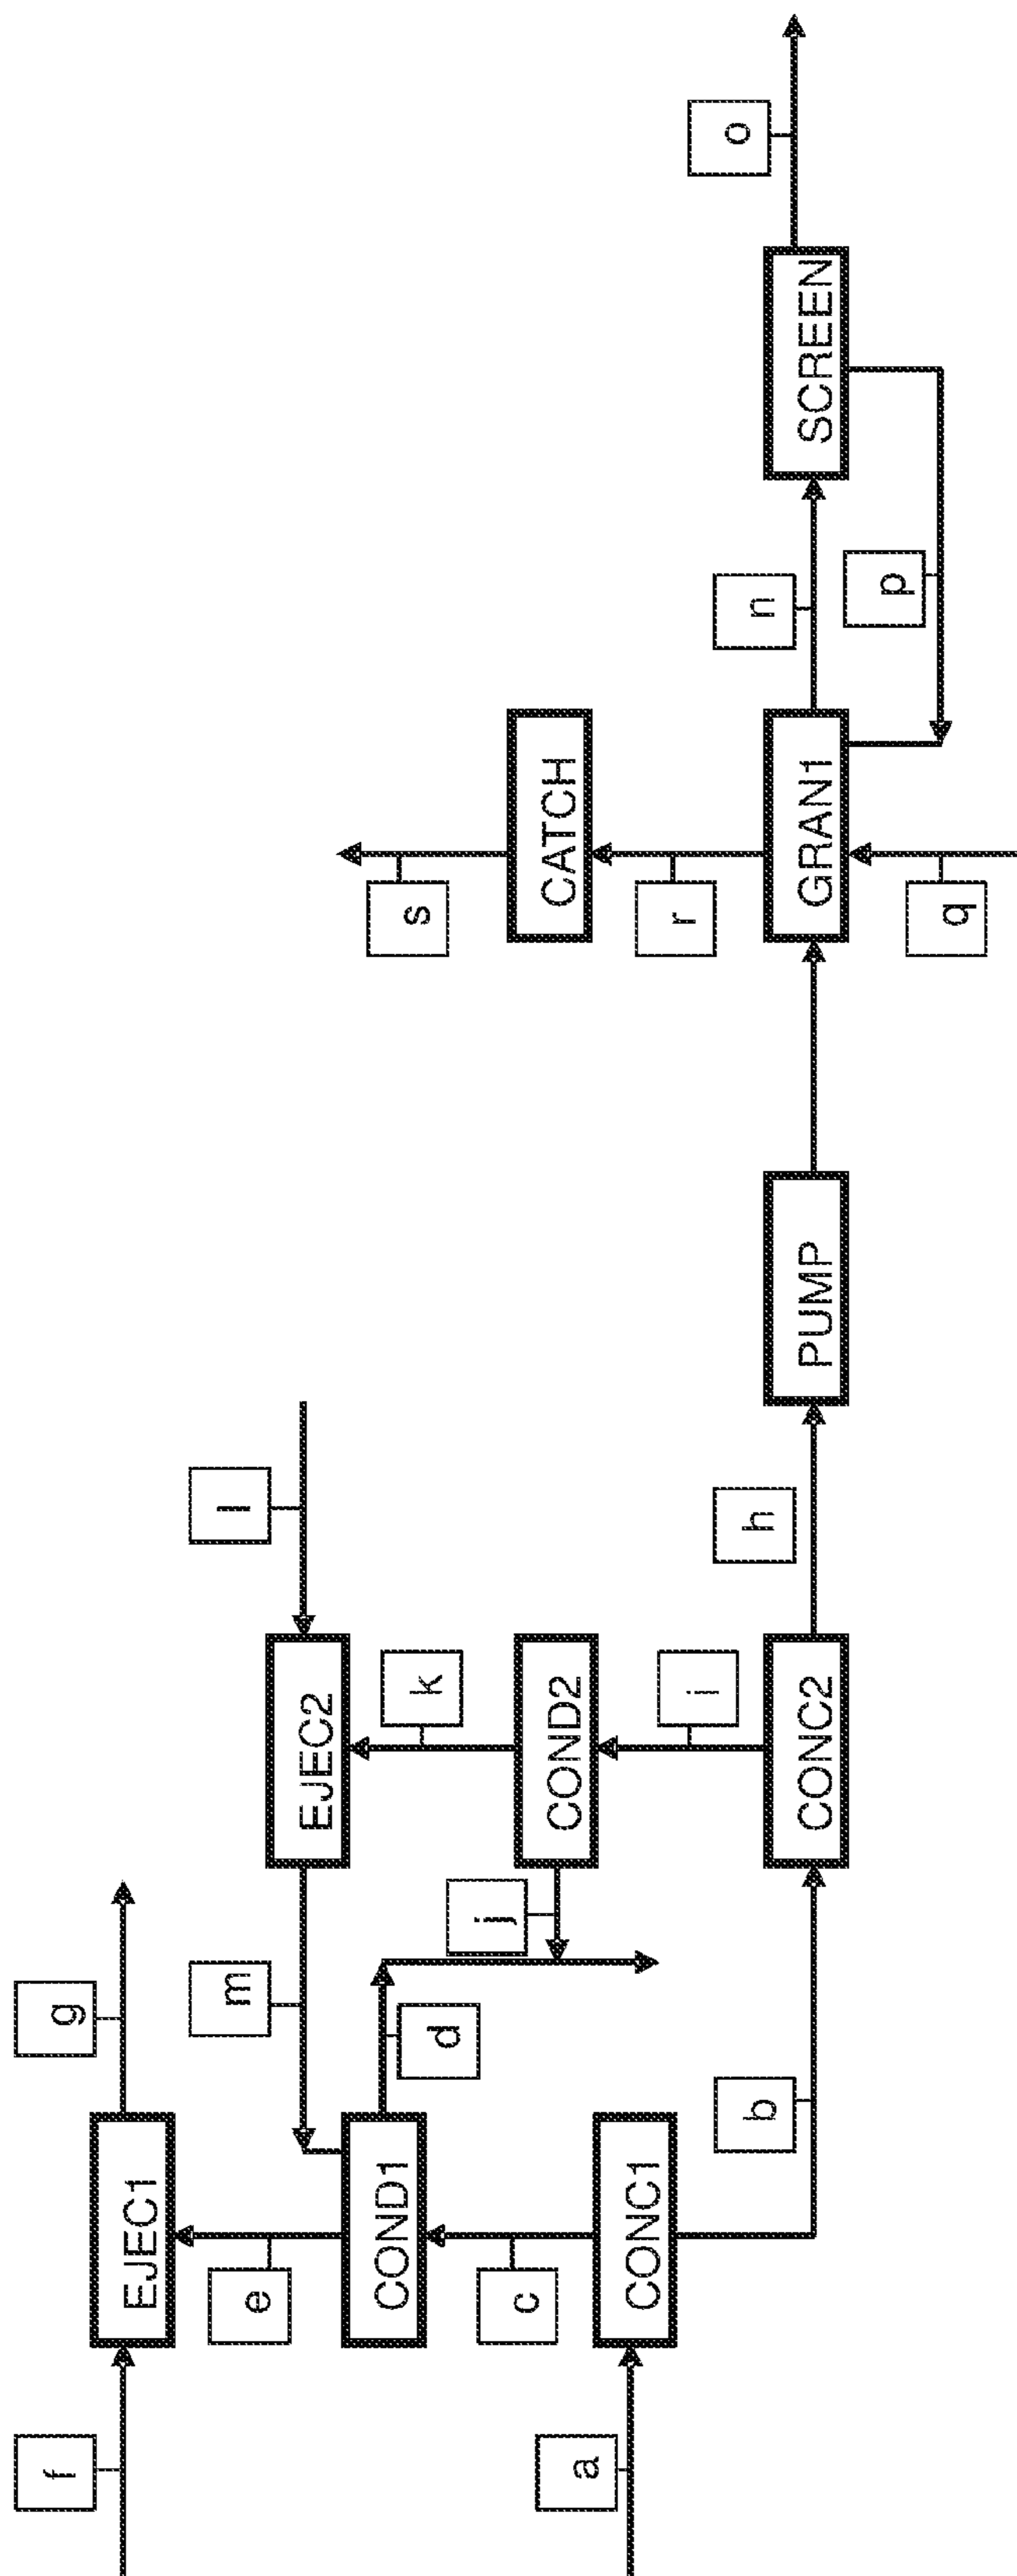 f
EJEC1
g
e
m
EJEC2
l
COND1
d
k
s
c
j
COND2
CATCH
a
CONC1
i
r
b
CONC2
h
PUMP
GRAN1
n
SCREEN
o
q
p